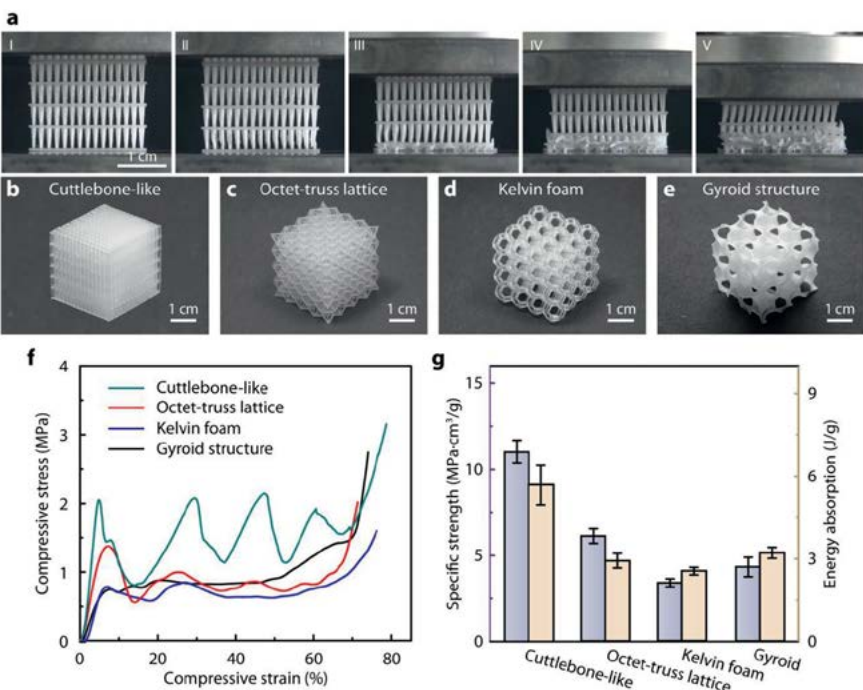 a
I II III IV V
1 cm
b Cuttlebone-like c Octet-truss lattice d Kelvin foam e Gyroid structure
1 cm 1 cm 1 cm 1 cm
f
4
3
2
1
0
0 20 40 60 80
Compressive stress (MPa)
Compressive strain (%)
Cuttlebone-like
Octet-truss lattice
Kelvin foam
Gyroid structure
g
15
10
5
0
Specific strength (MPa·cm³/g)
9
6
3
0
Energy absorption (J/g)
Cuttlebone-like
Octet-truss lattice
Kelvin foam
Gyroid